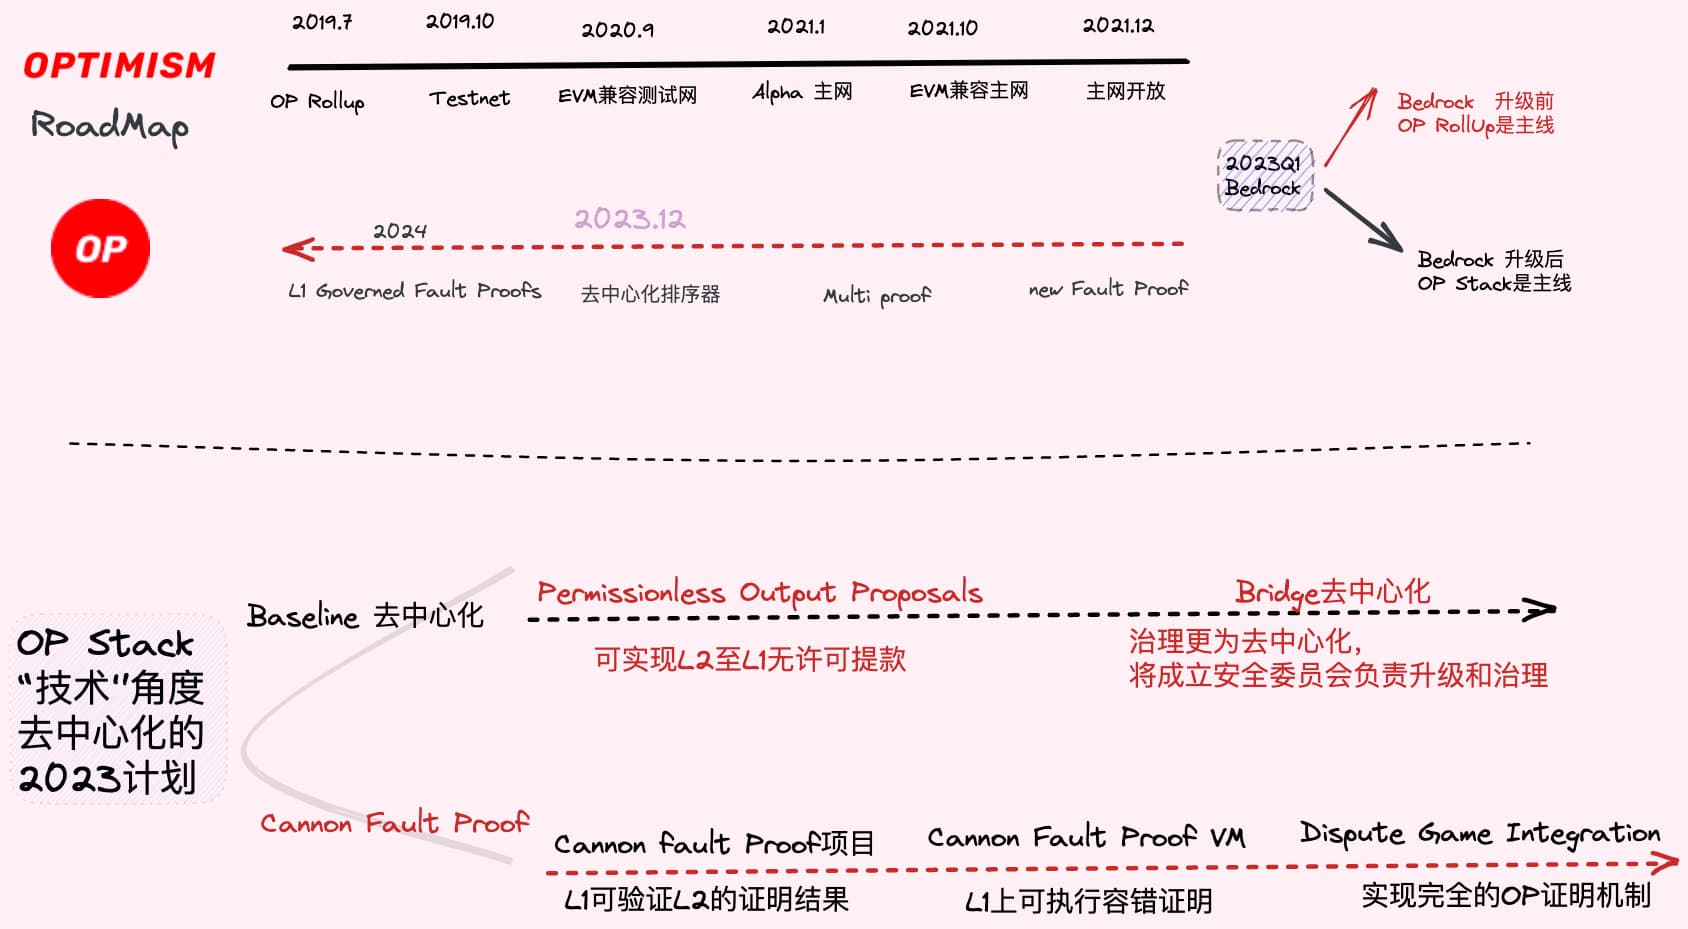 2019.7
2019.10
2020.9
2021.1
2021.10
2021.12
OPTIMISM
RoadMap
OP Rollup
Testnet
EVM兼容测试网
Alpha 主网
EVM兼容主网
主网开放
Bedrock 升级前
OP RollUp是主线
2023Q1
Bedrock
Bedrock 升级后
OP Stack是主线
OP
2024
2023.12
L1 Governed Fault Proofs
去中心化排序器
Multi proof
new Fault Proof
OP Stack
“技术”角度
去中心化的
2023计划
Baseline 去中心化
Permissionless Output Proposals
可实现L2至L1无许可提款
Bridge去中心化
治理更为去中心化，
将成立安全委员会负责升级和治理
Cannon Fault Proof
Cannon fault Proof项目
L1可验证L2的证明结果
Cannon Fault Proof VM
L1上可执行容错证明
Dispute Game Integration
实现完全的OP证明机制